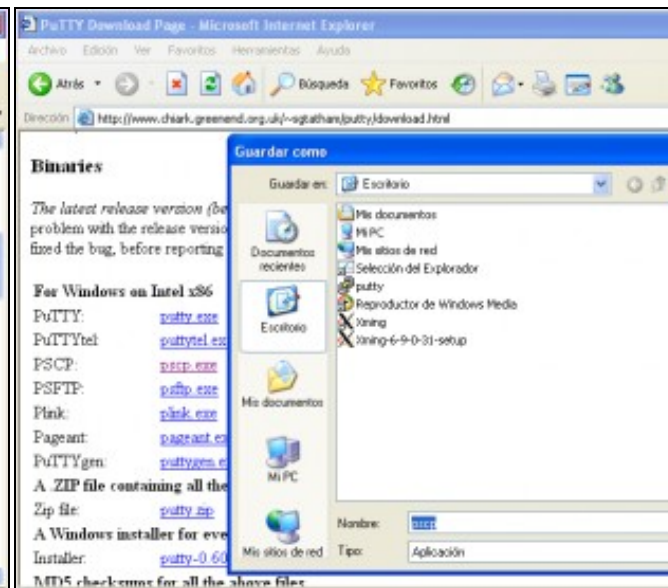 PuTTY Download Page - Microsoft Internet Explorer
Archivo Edición Ver Favoritos Herramientas Ayuda
Atrás Búsqueda Favoritos
Dirección http://www.chiark.greenend.org.uk/~sgtatham/putty/download.html
Binaries
The latest release version (be
problem with the release versio
fixed the bug, before reporting
For Windows on Intel x86
PuTTY: putty.exe
PuTTYtel: puttytel.ex
PSCP: pscp.exe
PSFTP: psftp.exe
Plink: plink.exe
Pageant: pageant.ex
PuTTYgen: puttygen.e
A .ZIP file containing all the
Zip file: putty.zip
A Windows installer for eve
Installer: putty-0.60
MD5 checksums for all the above files
Guardar como
Guardar en: Escritorio
Documentos recientes
Escritorio
Mis documentos
Mi PC
Mis sitios de red
Mis documentos
Mi PC
Mis sitios de red
Selección del Explorador
putty
Reproductor de Windows Media
Xming
Xming-6-9-0-31-setup
Nombre: pscp
Tipo: Aplicación